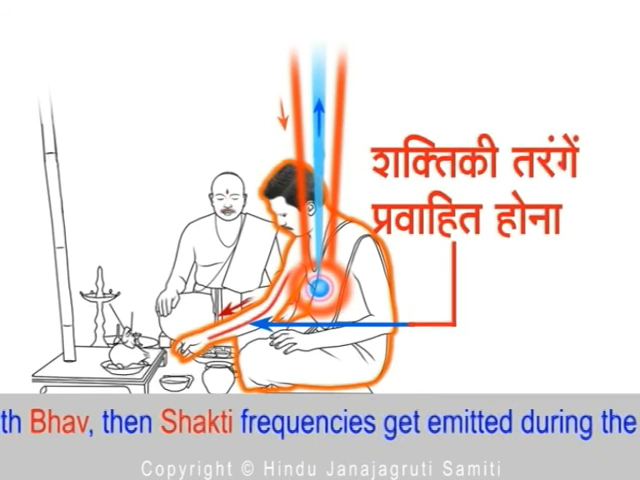 शक्तिकी तरंगें
प्रवाहित होना
th Bhav, then Shakti frequencies get emitted during the
Copyright © Hindu Janajagruti Samiti